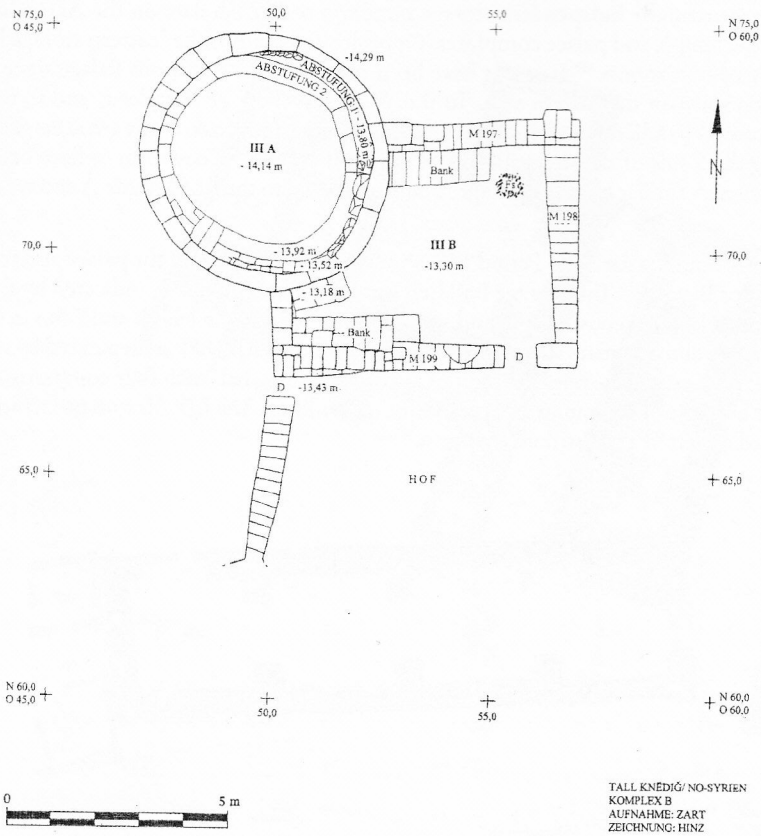 N 75,0
O 45,0
50,0
55,0
N 75,0
O 60,0
-14,29 m
ABSTUFUNG 1: - 13,80 m
ABSTUFUNG 2
M 197
III A
- 14,14 m
Bank
N
M 198
70,0
III B
-13,30 m
70,0
- 13,92 m
- 13,52 m
- 13,18 m
Bank
M 199
D
D
-13,43 m
65,0
HOF
65,0
N 60,0
O 45,0
50,0
55,0
N 60,0
O 60,0
0
5 m
TALL KNĒDIǦ/ NO-SYRIEN
KOMPLEX B
AUFNAHME: ZART
ZEICHNUNG: HINZ